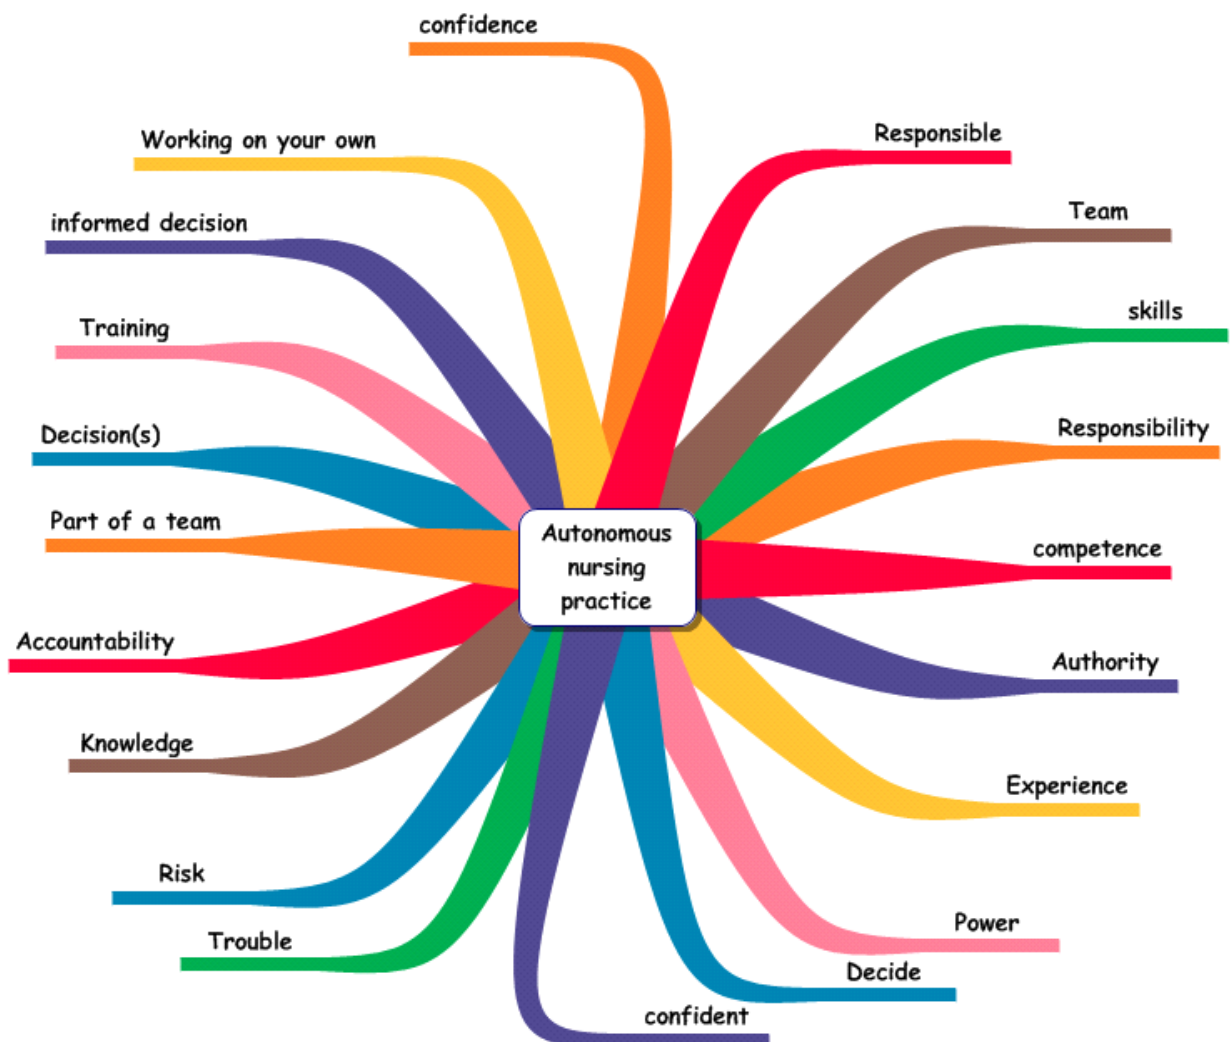 confidence
Responsible
Working on your own
Team
informed decision
skills
Training
Responsibility
Decision(s)
Part of a team
Autonomous
nursing
practice
competence
Accountability
Authority
Knowledge
Experience
Risk
Power
Trouble
Decide
confident